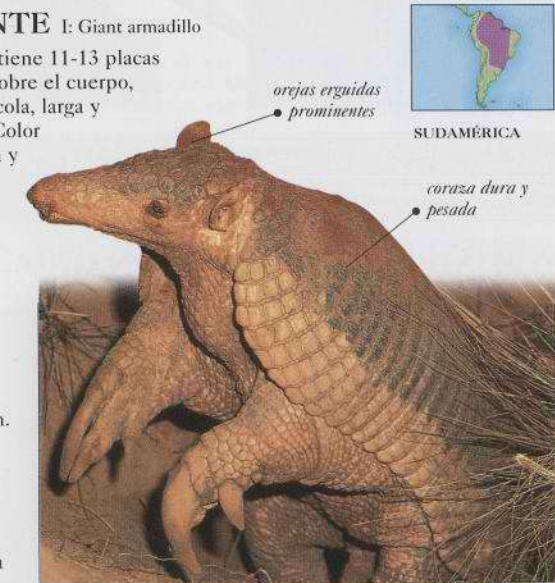 NTE I: Giant armadillo
tiene 11-13 placas
obre el cuerpo,
cola, larga y
Color
y
orejas erguidas
prominentes
SUDAMÉRICA
coraza dura y
pesada
n.